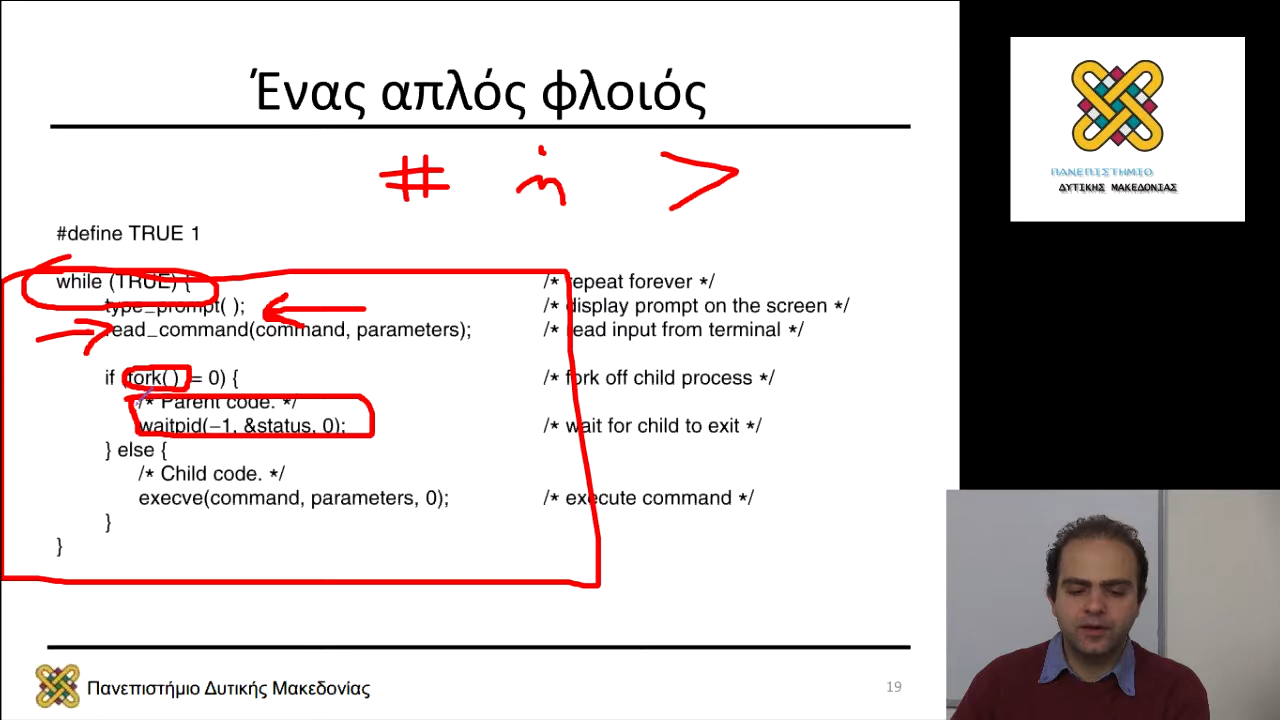 Ένας απλός φλοιός
# ή >
ΠΑΝΕΠΙΣΤΗΜΙΟ
ΔΥΤΙΚΗΣ ΜΑΚΕΔΟΝΙΑΣ
#define TRUE 1
while (TRUE) { /* repeat forever */
type_prompt( ); /* display prompt on the screen */
read_command(command, parameters); /* read input from terminal */
if (fork( ) != 0) { /* fork off child process */
/* Parent code. */
waitpid(−1, &status, 0); /* wait for child to exit */
} else {
/* Child code. */
execve(command, parameters, 0); /* execute command */
}
}
Πανεπιστήμιο Δυτικής Μακεδονίας
19